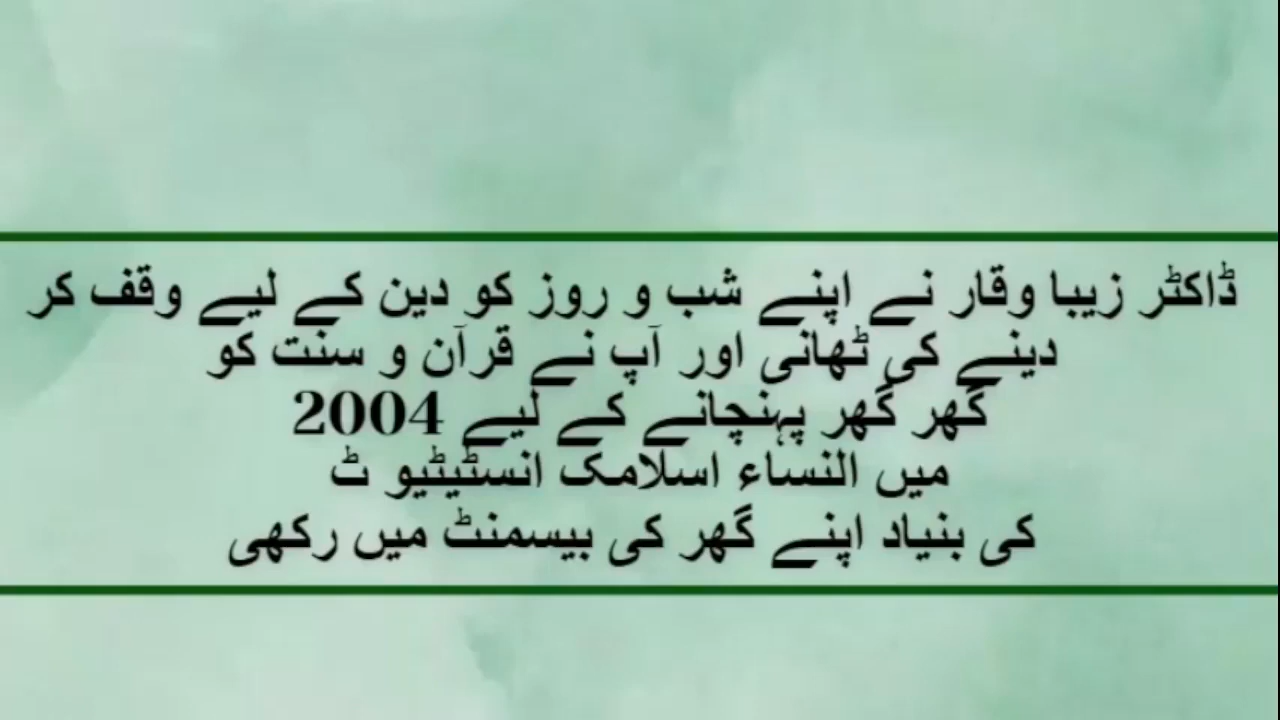 ڈاکٹر زیبا وقار نے اپنے شب و روز کو دین کے لیے وقف کر
دینے کی ٹھانی اور آپ نے قرآن و سنت کو
گھر گھر پہنچانے کے لیے 2004
میں النساء اسلامک انسٹیٹیو ٹ
کی بنیاد اپنے گھر کی بیسمنٹ میں رکھی